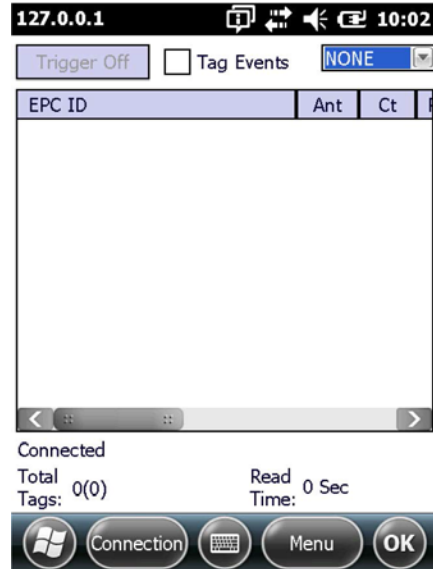 127.0.0.1 10:02
Trigger Off Tag Events NONE
EPC ID Ant Ct
Connected
Total Tags: 0(0) Read Time: 0 Sec
Connection Menu OK